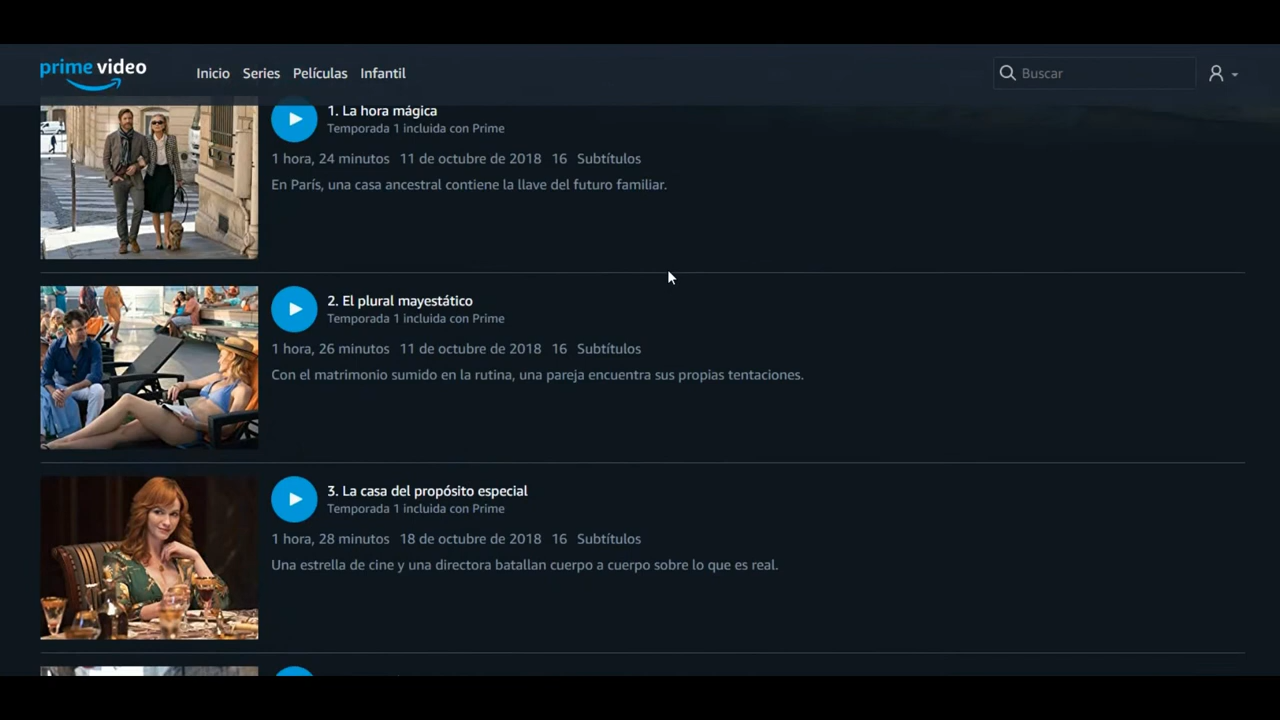 prime video
Inicio Series Películas Infantil
Buscar
1. La hora mágica
Temporada 1 incluida con Prime
1 hora, 24 minutos 11 de octubre de 2018 16 Subtítulos
En París, una casa ancestral contiene la llave del futuro familiar.
2. El plural mayestático
Temporada 1 incluida con Prime
1 hora, 26 minutos 11 de octubre de 2018 16 Subtítulos
Con el matrimonio sumido en la rutina, una pareja encuentra sus propias tentaciones.
3. La casa del propósito especial
Temporada 1 incluida con Prime
1 hora, 28 minutos 18 de octubre de 2018 16 Subtítulos
Una estrella de cine y una directora batallan cuerpo a cuerpo sobre lo que es real.